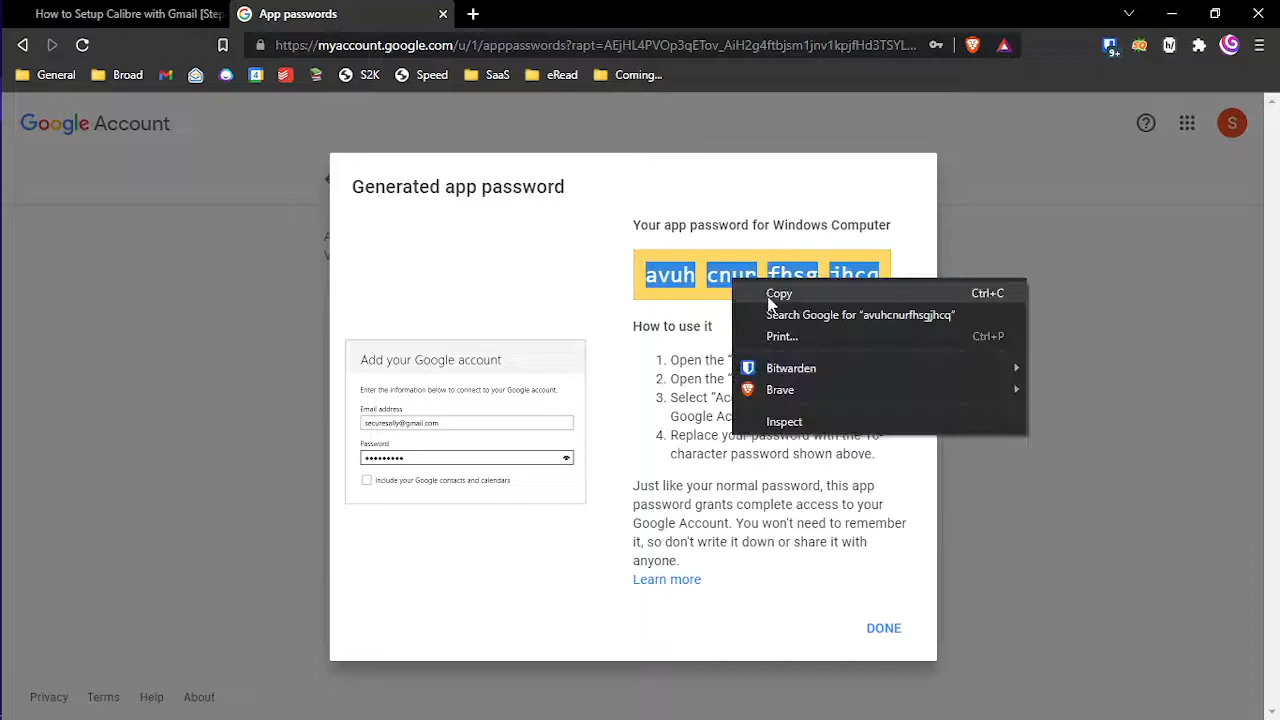 How to Setup Calibre with Gmail [Step
App passwords
https://myaccount.google.com/u/1/apppasswords?rapt=AEjHL4PVOp3qETov_AiH2g4ftbjsm1jnv1kpjfHd3TSYL...
9+
General
Broad
4
S2K
Speed
SaaS
eRead
Coming...
Google Account
S
Generated app password
Your app password for Windows Computer
avuh cnur fhsg jhcq
Copy Ctrl+C
Search Google for “avuhcnurfhsgjhcq”
Print... Ctrl+P
Bitwarden
Brave
Inspect
How to use it
1. Open the “
2. Open the “
3. Select “Ac
Google Ac
4. Replace your password with the 16-
character password shown above.
Just like your normal password, this app
password grants complete access to your
Google Account. You won't need to remember
it, so don't write it down or share it with
anyone.
Learn more
DONE
Add your Google account
Enter the information below to connect to your Google account.
Email address
securesally@gmail.com
Password
•••••••••
Include your Google contacts and calendars
Privacy
Terms
Help
About